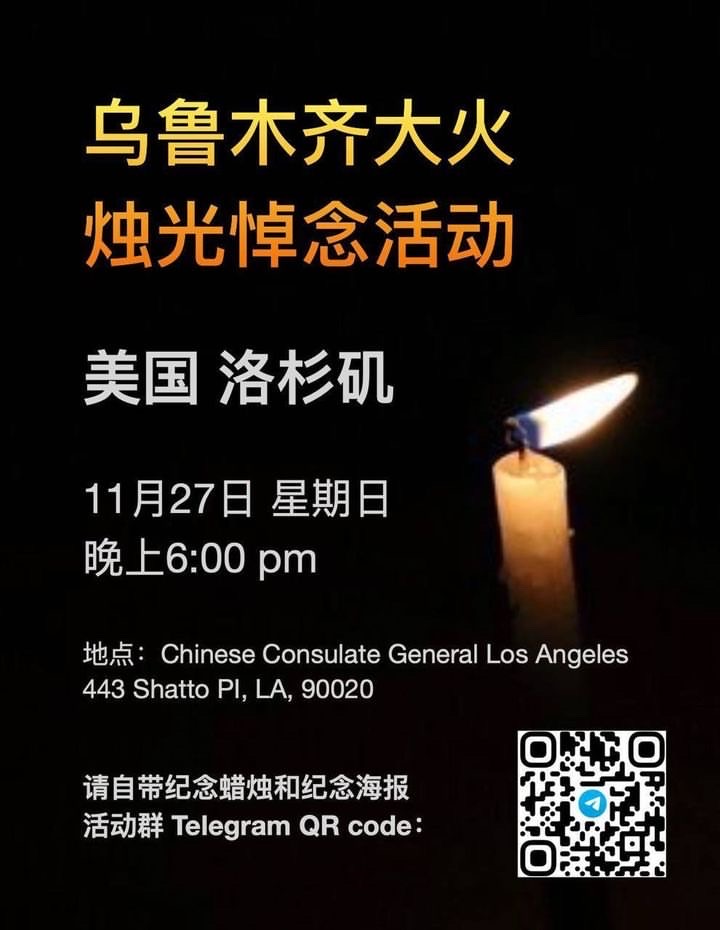 乌鲁木齐大火
烛光悼念活动
美国 洛杉矶
11月27日 星期日
晚上6:00 pm
地点：Chinese Consulate General Los Angeles
443 Shatto Pl, LA, 90020
请自带纪念蜡烛和纪念海报
活动群 Telegram QR code：